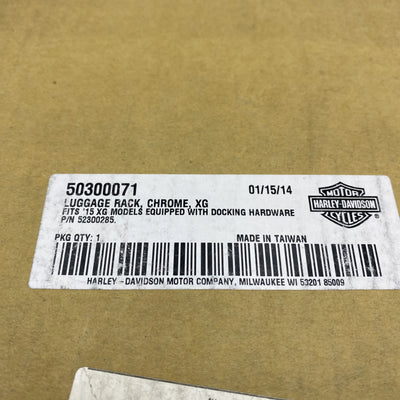 50300071 01/15/14
LUGGAGE RACK, CHROME, XG
FITS '15 XG MODELS EQUIPPED WITH DOCKING HARDWARE
P/N 52300285.
MOTOR
HARLEY-DAVIDSON
CYCLES
PKG QTY: 1 MADE IN TAIWAN
HARLEY-DAVIDSON MOTOR COMPANY, MILWAUKEE WI 53201 85009